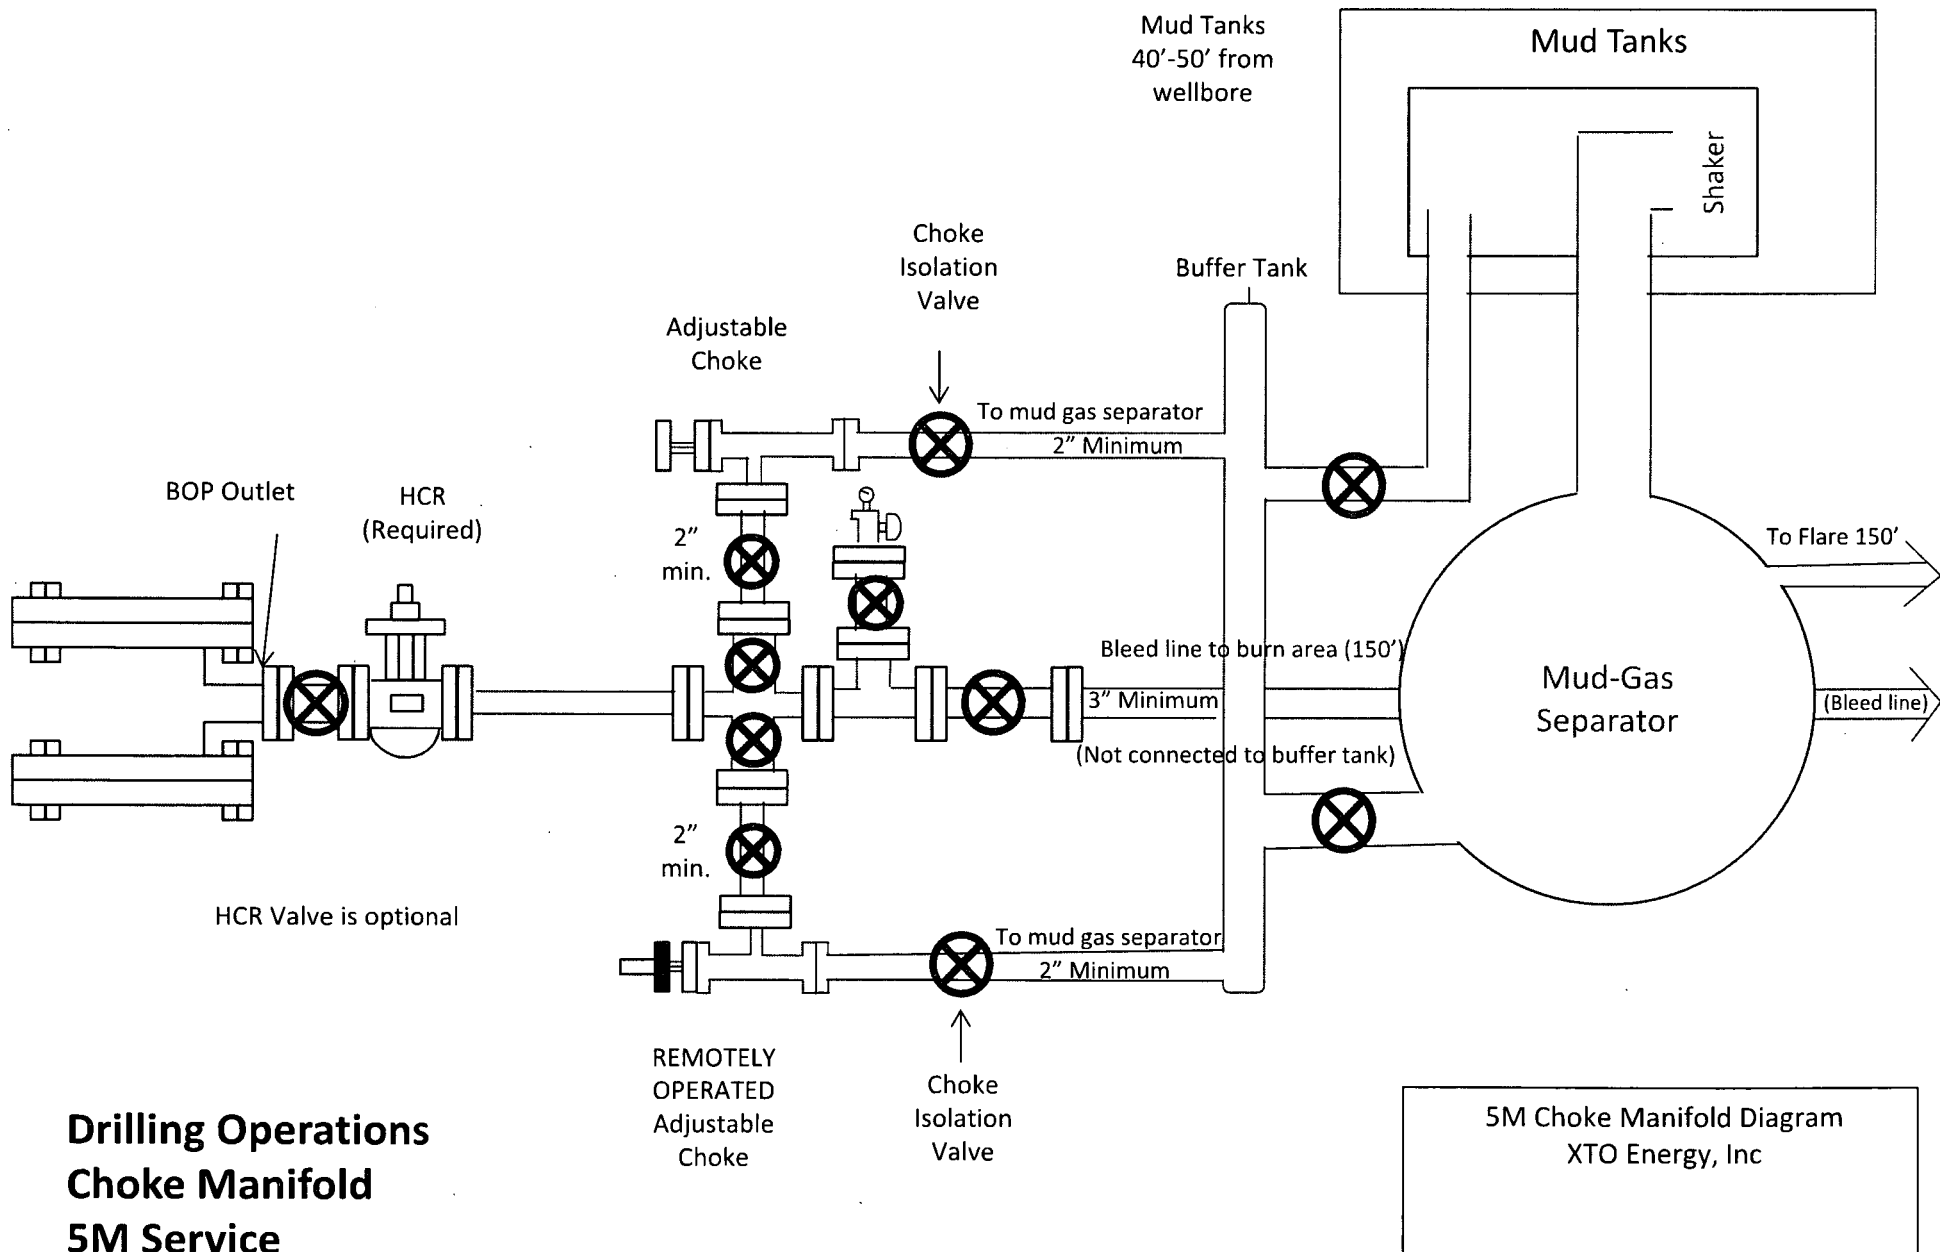 Mud Tanks
40’-50’ from
wellbore
Mud Tanks
Shaker
Choke
Isolation
Valve
Buffer Tank
Adjustable
Choke
To mud gas separator
2” Minimum
BOP Outlet
HCR
(Required)
2”
min.
To Flare 150’
Bleed line to burn area (150’)
3” Minimum
(Not connected to buffer tank)
Mud-Gas
Separator
(Bleed line)
2”
min.
HCR Valve is optional
To mud gas separator
2” Minimum
REMOTELY
OPERATED
Adjustable
Choke
Choke
Isolation
Valve
Drilling Operations
Choke Manifold
5M Service
5M Choke Manifold Diagram
XTO Energy, Inc